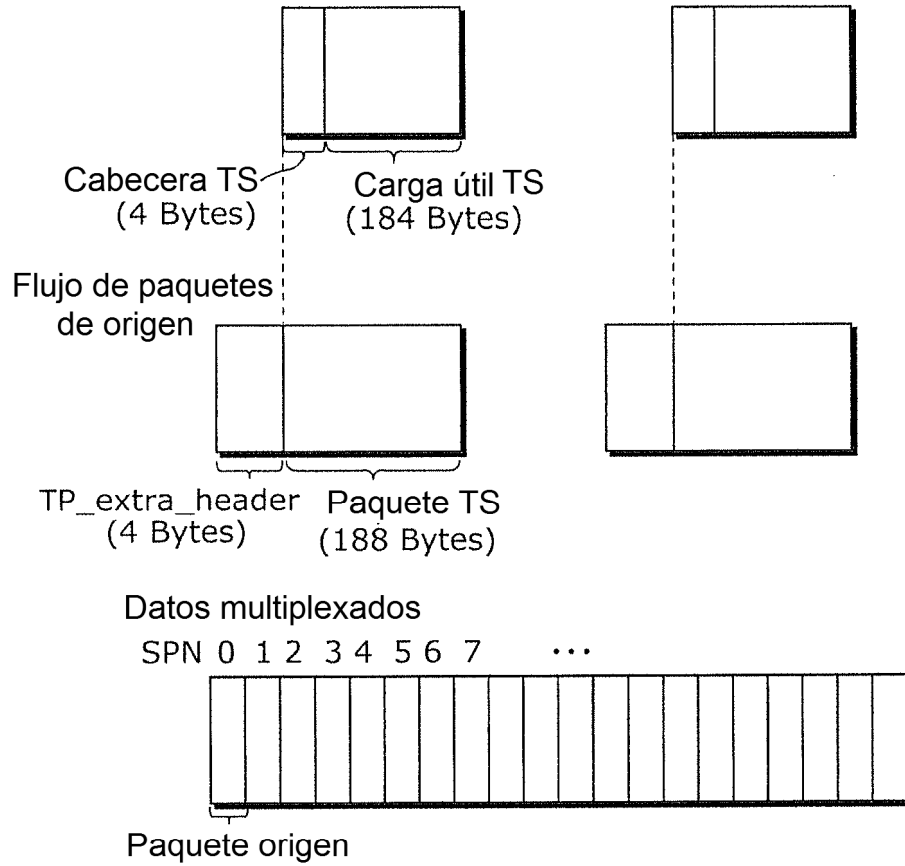 Cabecera TS
(4 Bytes)
Carga útil TS
(184 Bytes)
Flujo de paquetes
de origen
TP_extra_header
(4 Bytes)
Paquete TS
(188 Bytes)
Datos multiplexados
SPN 0 1 2 3 4 5 6 7 ...
Paquete origen